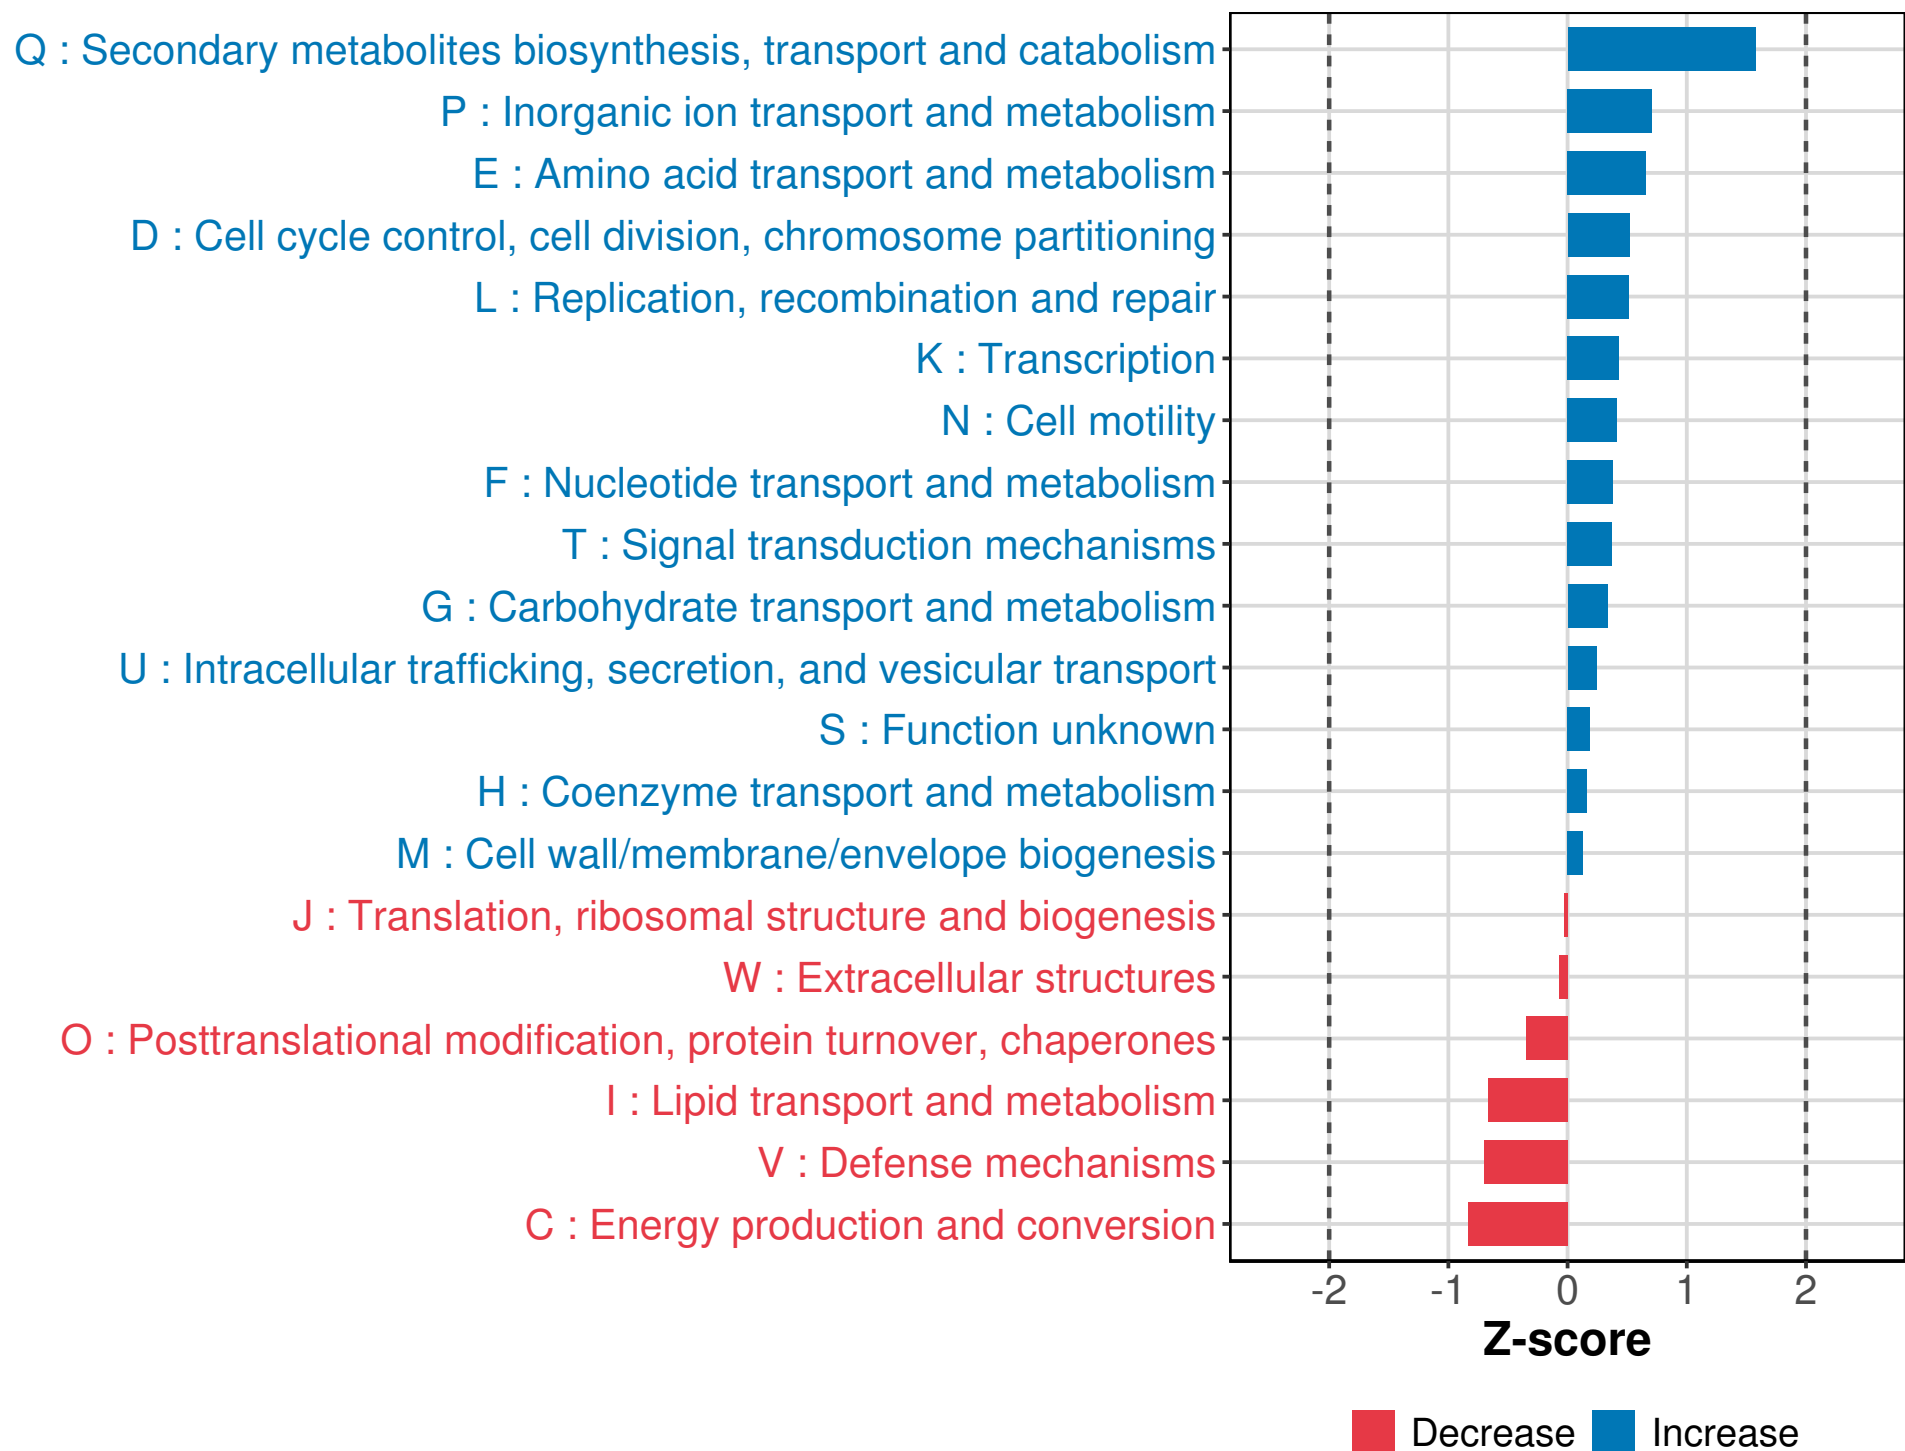 Q : Secondary metabolites biosynthesis, transport and catabolism
P : Inorganic ion transport and metabolism
E : Amino acid transport and metabolism
D : Cell cycle control, cell division, chromosome partitioning
L : Replication, recombination and repair
K : Transcription
N : Cell motility
F : Nucleotide transport and metabolism
T : Signal transduction mechanisms
G : Carbohydrate transport and metabolism
U : Intracellular trafficking, secretion, and vesicular transport
S : Function unknown
H : Coenzyme transport and metabolism
M : Cell wall/membrane/envelope biogenesis
J : Translation, ribosomal structure and biogenesis
W : Extracellular structures
O : Posttranslational modification, protein turnover, chaperones
I : Lipid transport and metabolism
V : Defense mechanisms
C : Energy production and conversion
-2 -1 0 1 2
Z-score
Decrease Increase